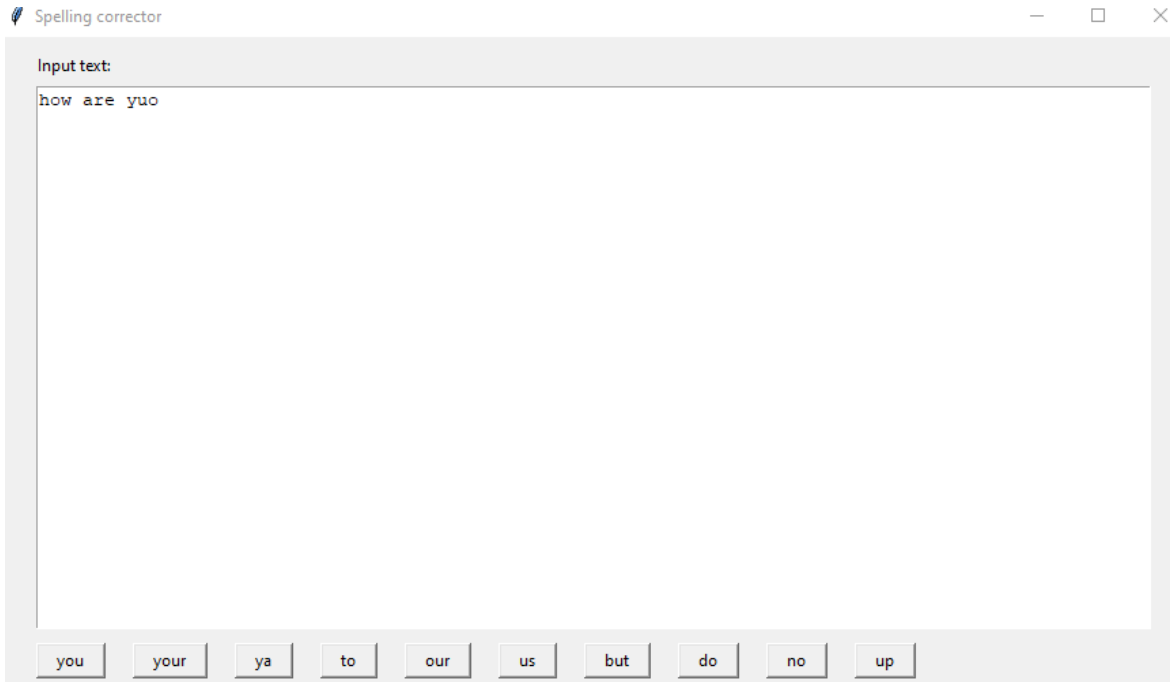 Spelling corrector
Input text:
how are yuo
you your ya to our us but do no up